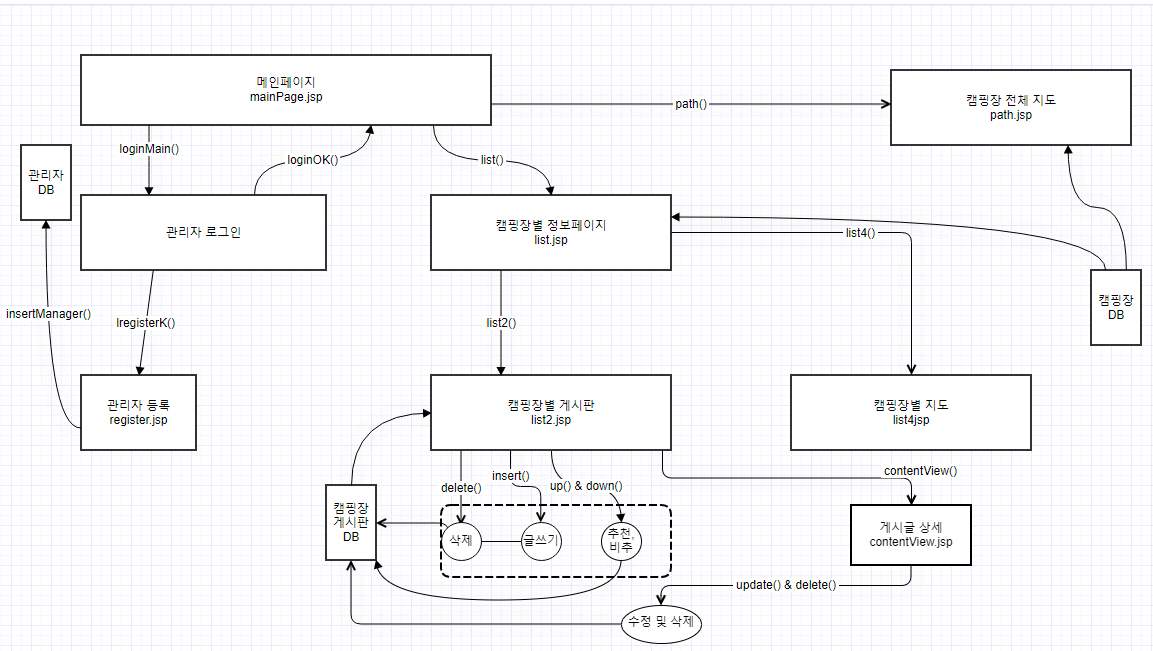 메인페이지
mainPage.jsp
path()
캠핑장 전체 지도
path.jsp
loginMain()
loginOK()
list()
관리자
DB
관리자 로그인
캠핑장별 정보페이지
list.jsp
list4()
캠핑장
DB
insertManager()
lregisterK()
list2()
관리자 등록
register.jsp
캠핑장별 게시판
list2.jsp
캠핑장별 지도
list4jsp
delete()
insert()
up() & down()
contentView()
캠핑장
게시판
DB
삭제
글쓰기
추천,
비추
게시글 상세
contentView.jsp
update() & delete()
수정 및 삭제